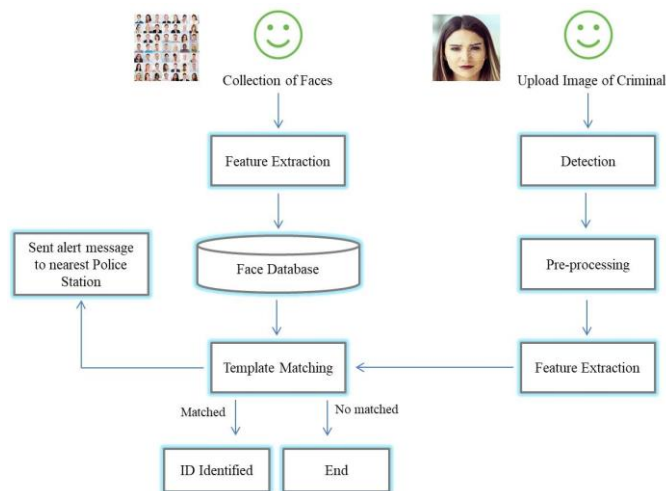 Collection of Faces
Upload Image of Criminal
Feature Extraction
Detection
Sent alert message
to nearest Police
Station
Face Database
Pre-processing
Template Matching
Feature Extraction
Matched
No matched
ID Identified
End